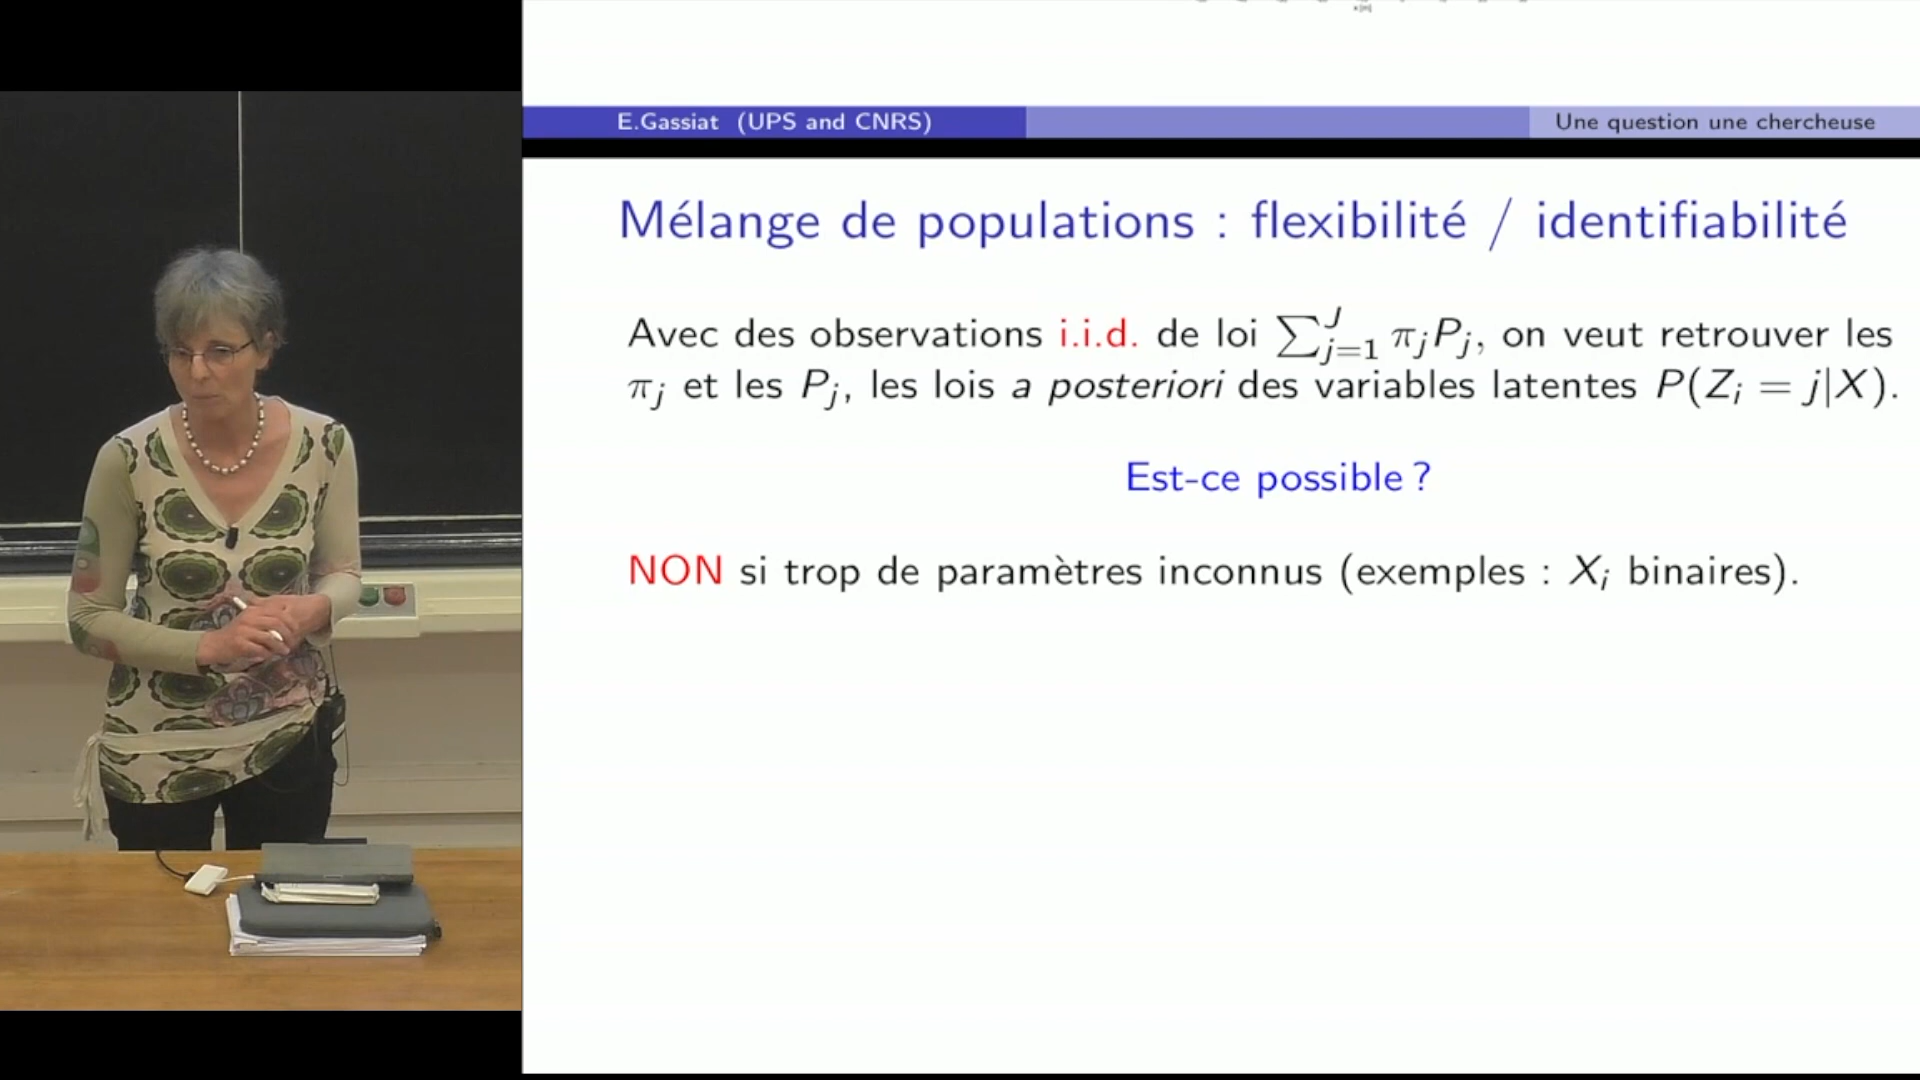 E.Gassiat (UPS and CNRS)
Une question une chercheuse
Mélange de populations : flexibilité / identifiabilité
Avec des observations i.i.d. de loi ∑_{j=1}^{J} π_j P_j, on veut retrouver les
π_j et les P_j, les lois a posteriori des variables latentes P(Z_i = j|X).
Est-ce possible ?
NON si trop de paramètres inconnus (exemples : X_i binaires).